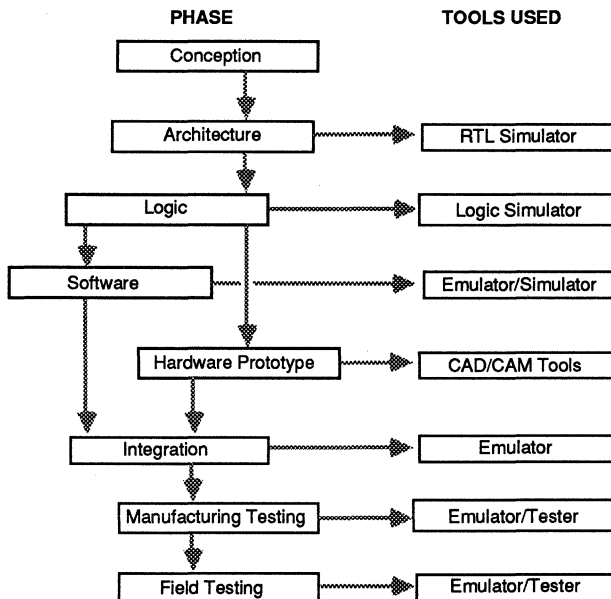 PHASE TOOLS USED
Conception
Architecture RTL Simulator
Logic Logic Simulator
Software Emulator/Simulator
Hardware Prototype CAD/CAM Tools
Integration Emulator
Manufacturing Testing Emulator/Tester
Field Testing Emulator/Tester